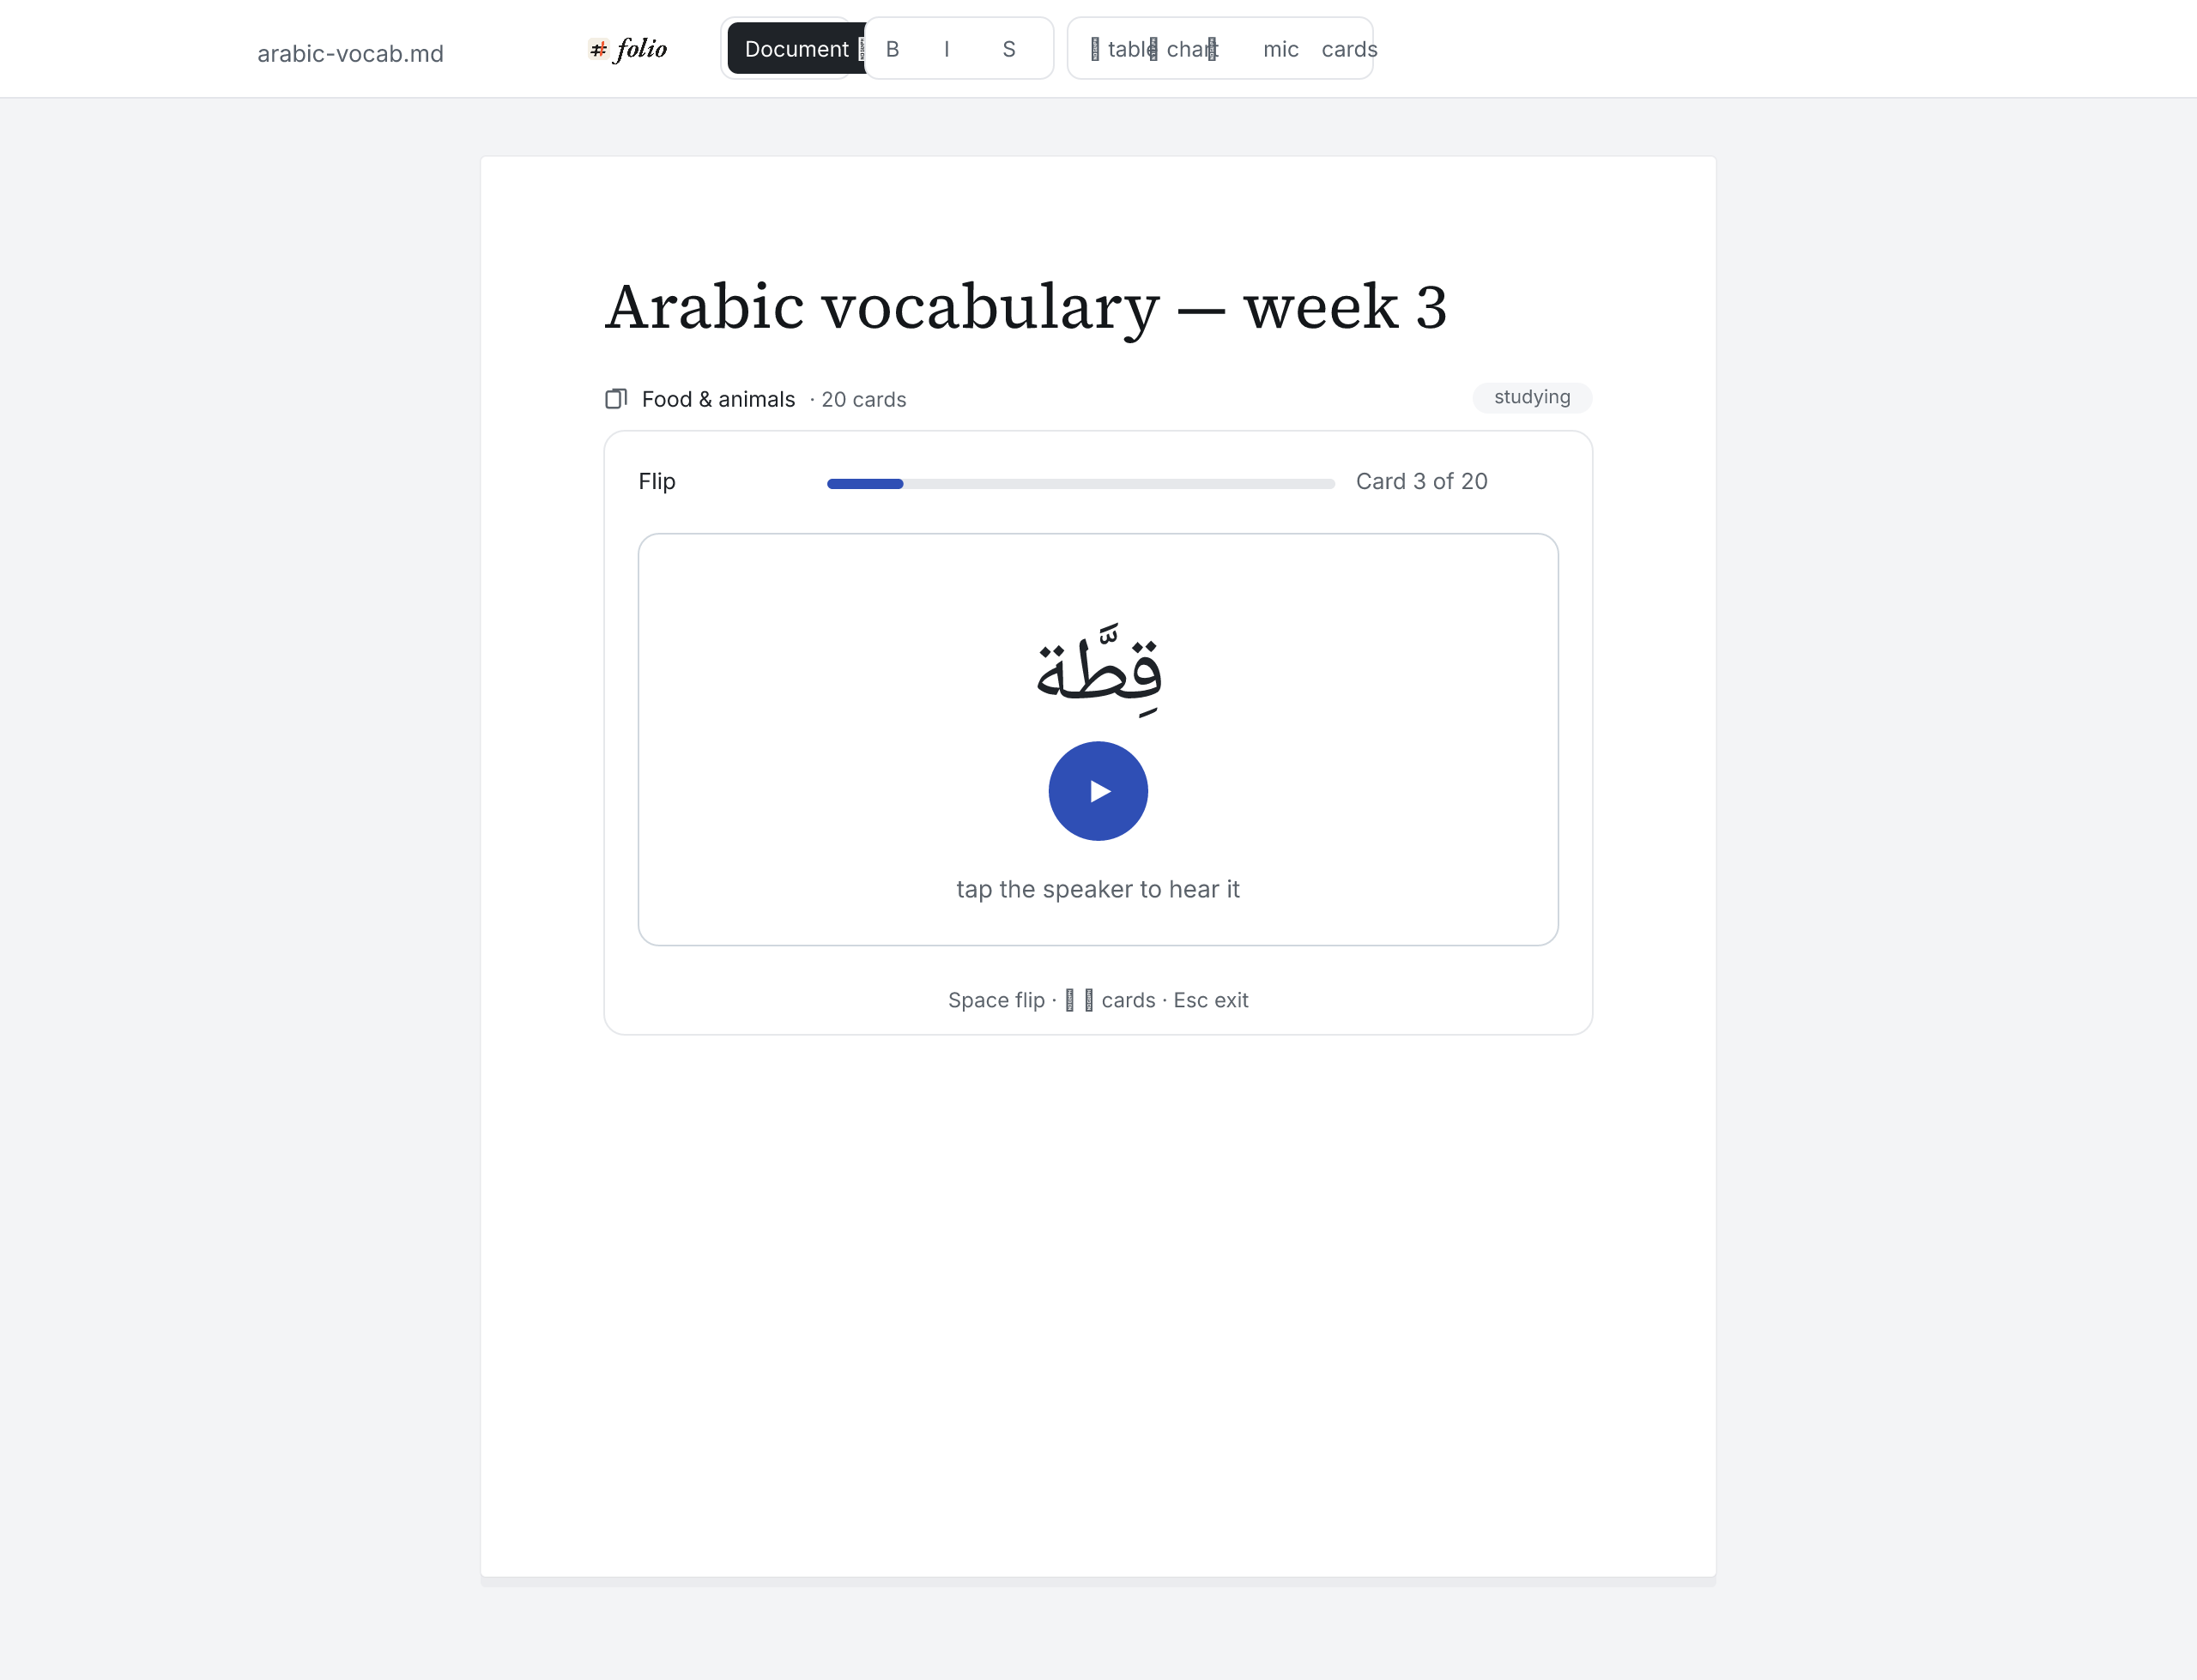 arabic-vocab.md
# folio
Document
B I S
table chart mic cards
Arabic vocabulary — week 3
Food & animals · 20 cards
studying
Flip
Card 3 of 20
قِطَّة
tap the speaker to hear it
Space flip · cards · Esc exit